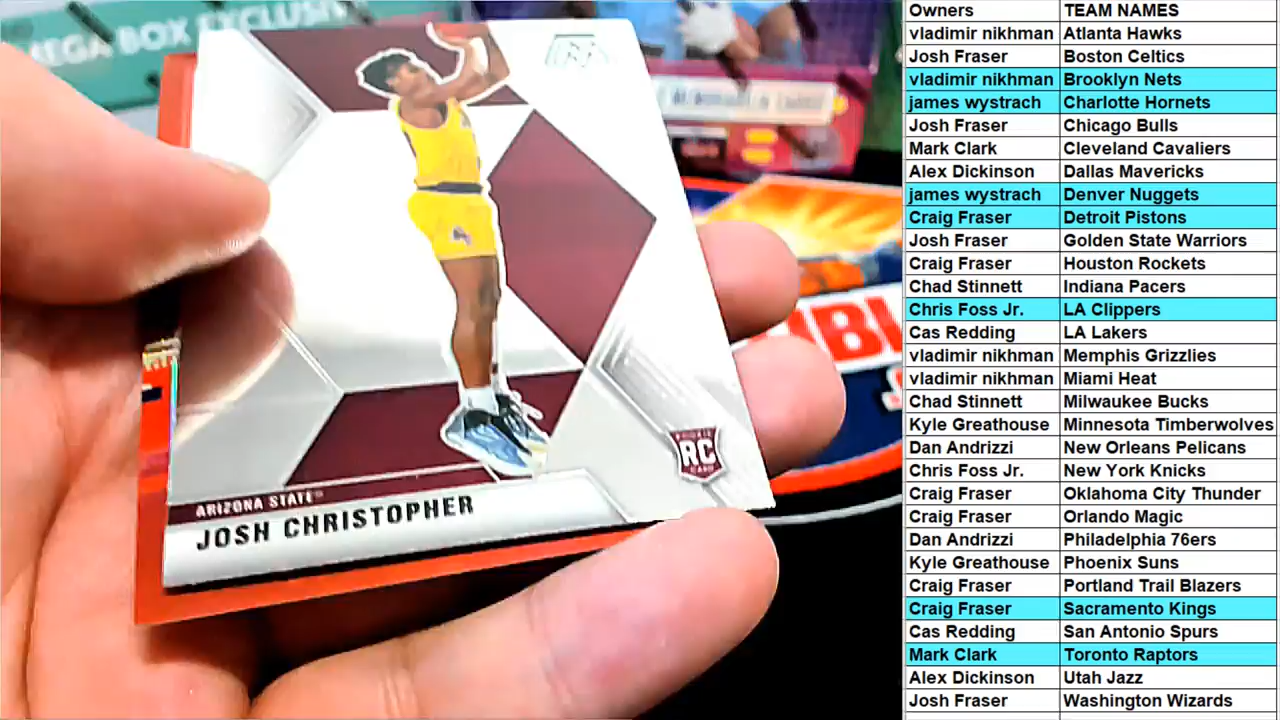 MEGA BOX EXCLUSIVE
ARIZONA STATE
JOSH CHRISTOPHER
ROOKIE
RC
CARD
Owners TEAM NAMES
vladimir nikhman Atlanta Hawks
Josh Fraser Boston Celtics
vladimir nikhman Brooklyn Nets
james wystrach Charlotte Hornets
Josh Fraser Chicago Bulls
Mark Clark Cleveland Cavaliers
Alex Dickinson Dallas Mavericks
james wystrach Denver Nuggets
Craig Fraser Detroit Pistons
Josh Fraser Golden State Warriors
Craig Fraser Houston Rockets
Chad Stinnett Indiana Pacers
Chris Foss Jr. LA Clippers
Cas Redding LA Lakers
vladimir nikhman Memphis Grizzlies
vladimir nikhman Miami Heat
Chad Stinnett Milwaukee Bucks
Kyle Greathouse Minnesota Timberwolves
Dan Andrizzi New Orleans Pelicans
Chris Foss Jr. New York Knicks
Craig Fraser Oklahoma City Thunder
Craig Fraser Orlando Magic
Dan Andrizzi Philadelphia 76ers
Kyle Greathouse Phoenix Suns
Craig Fraser Portland Trail Blazers
Craig Fraser Sacramento Kings
Cas Redding San Antonio Spurs
Mark Clark Toronto Raptors
Alex Dickinson Utah Jazz
Josh Fraser Washington Wizards